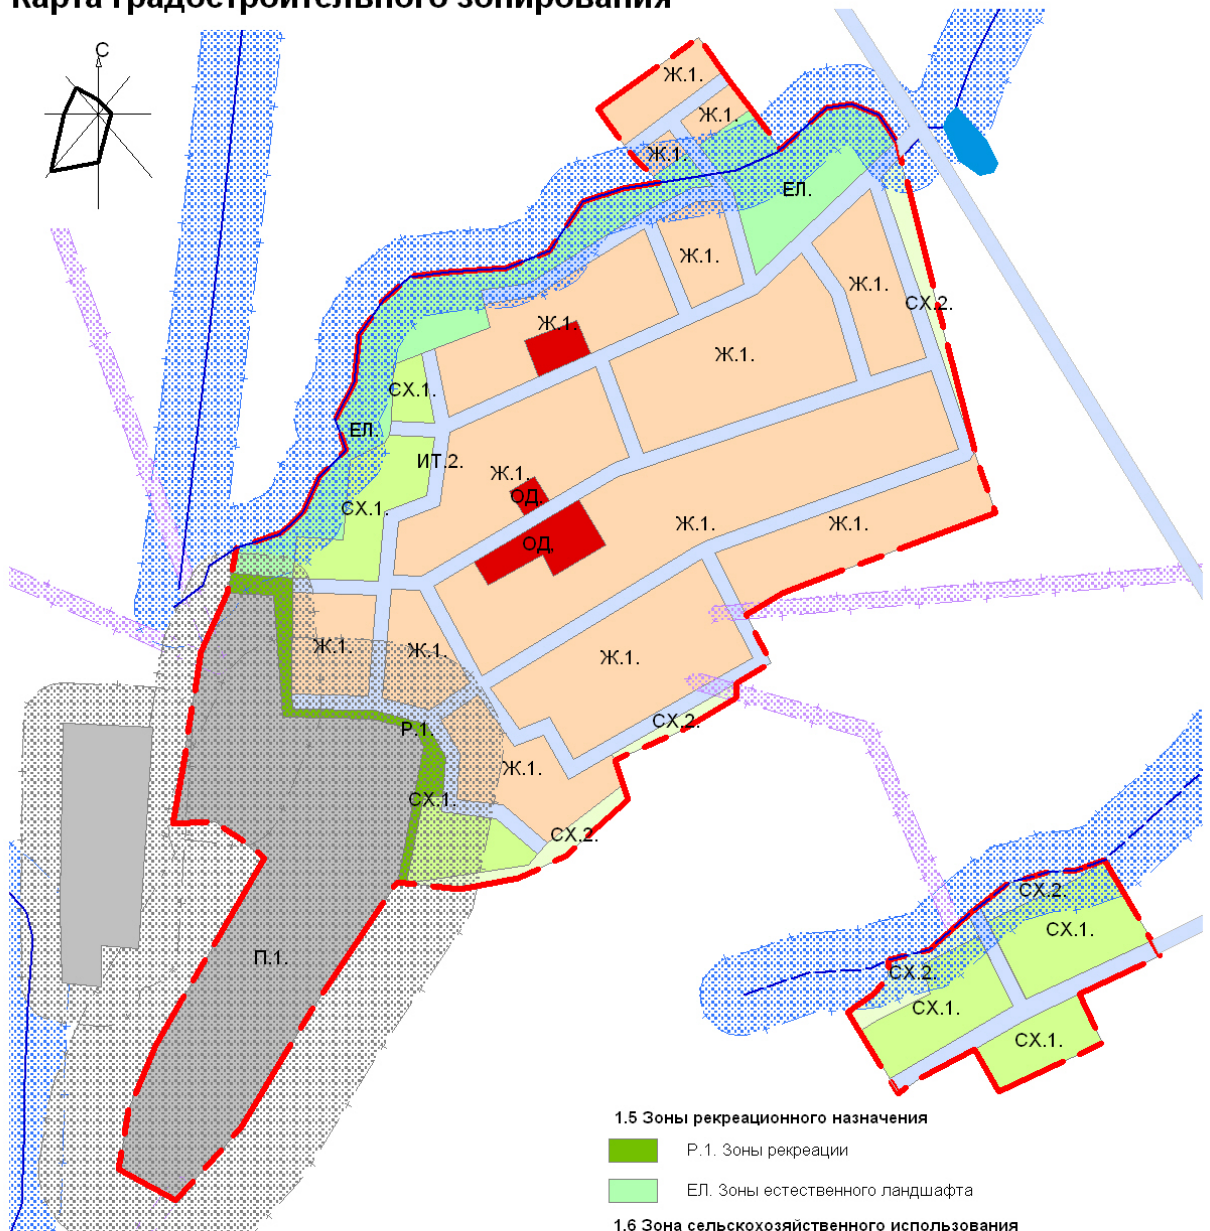 Карта градостроительного зонирования
С
Ж.1.
Ж.1.
Ж.1.
ЕЛ.
Ж.1.
Ж.1.
СХ.2.
Ж.1.
Ж.1.
СХ.1.
ЕЛ.
ИТ.2.
Ж.1.
ОД.
СХ.1.
Ж.1.
Ж.1.
ОД.
Ж.1.
Ж.1.
Ж.1.
СХ.2.
Р.1.
Ж.1.
СХ.1.
СХ.2.
СХ.2.
СХ.1.
П.1.
СХ.2.
СХ.1.
СХ.1.
1.5 Зоны рекреационного назначения
Р.1. Зоны рекреации
ЕЛ. Зоны естественного ландшафта
1.6 Зона сельскохозяйственного использования